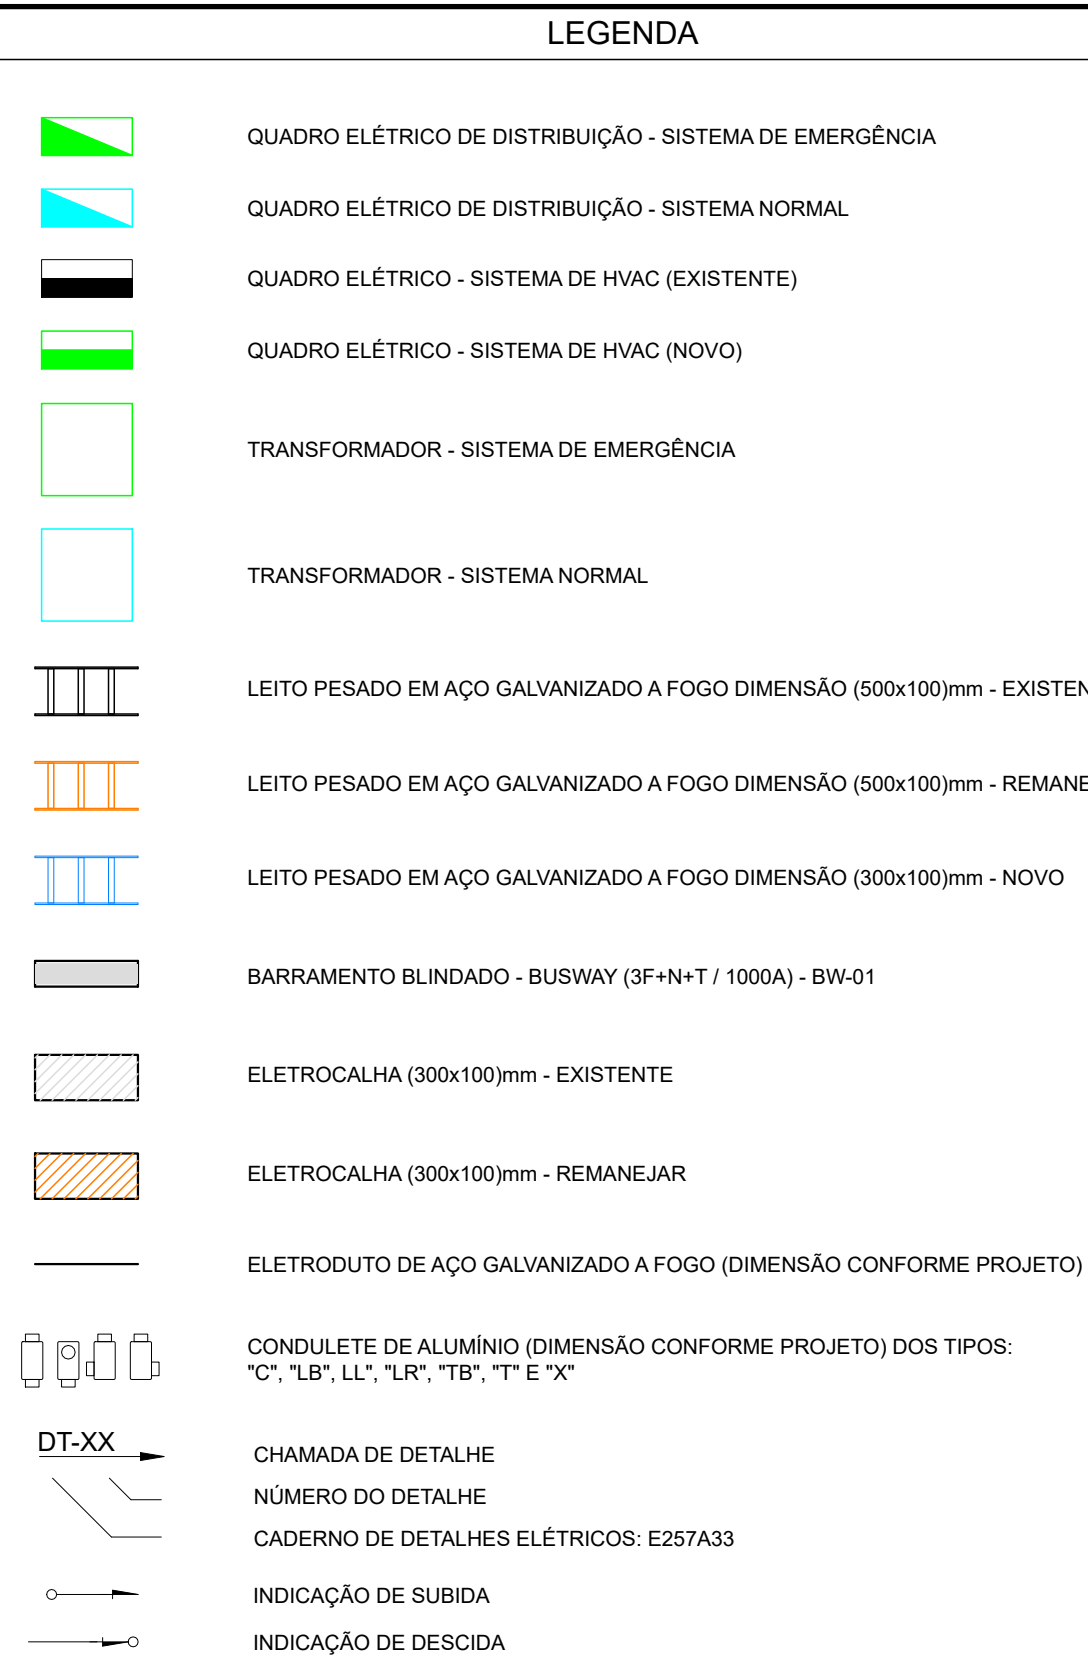 LEGENDA
QUADRO ELÉTRICO DE DISTRIBUIÇÃO - SISTEMA DE EMERGÊNCIA
QUADRO ELÉTRICO DE DISTRIBUIÇÃO - SISTEMA NORMAL
QUADRO ELÉTRICO - SISTEMA DE HVAC (EXISTENTE)
QUADRO ELÉTRICO - SISTEMA DE HVAC (NOVO)
TRANSFORMADOR - SISTEMA DE EMERGÊNCIA
TRANSFORMADOR - SISTEMA NORMAL
LEITO PESADO EM AÇO GALVANIZADO A FOGO DIMENSÃO (500x100)mm -
LEITO PESADO EM AÇO GALVANIZADO A FOGO DIMENSÃO (500x100)mm -
LEITO PESADO EM AÇO GALVANIZADO A FOGO DIMENSÃO (300x100)mm - NOVO
BARRAMENTO BLINDADO - BUSWAY (3F+N+T / 1000A) - BW-01
ELETROCALHA (300x100)mm - EXISTENTE
ELETROCALHA (300x100)mm - REMANEJAR
ELETRODUTO DE AÇO GALVANIZADO A FOGO (DIMENSÃO CONFORME PROJETO)
CONDULETE DE ALUMÍNIO (DIMENSÃO CONFORME PROJETO) DOS TIPOS:
"C", "LB", LL", "LR", "TB", "T" E "X"
DT-XX
CHAMADA DE DETALHE
NÚMERO DO DETALHE
CADERNO DE DETALHES ELÉTRICOS: E257A33
INDICAÇÃO DE SUBIDA
INDICAÇÃO DE DESCIDA